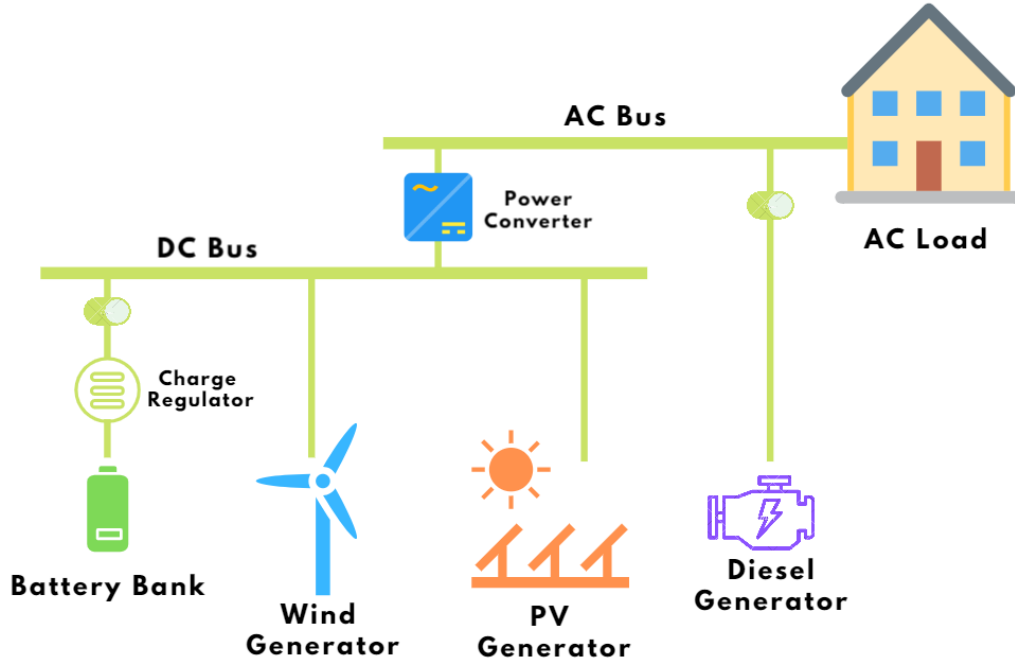 AC Bus
Power
Converter
AC Load
DC Bus
Charge
Regulator
Battery Bank
Wind
Generator
PV
Generator
Diesel
Generator